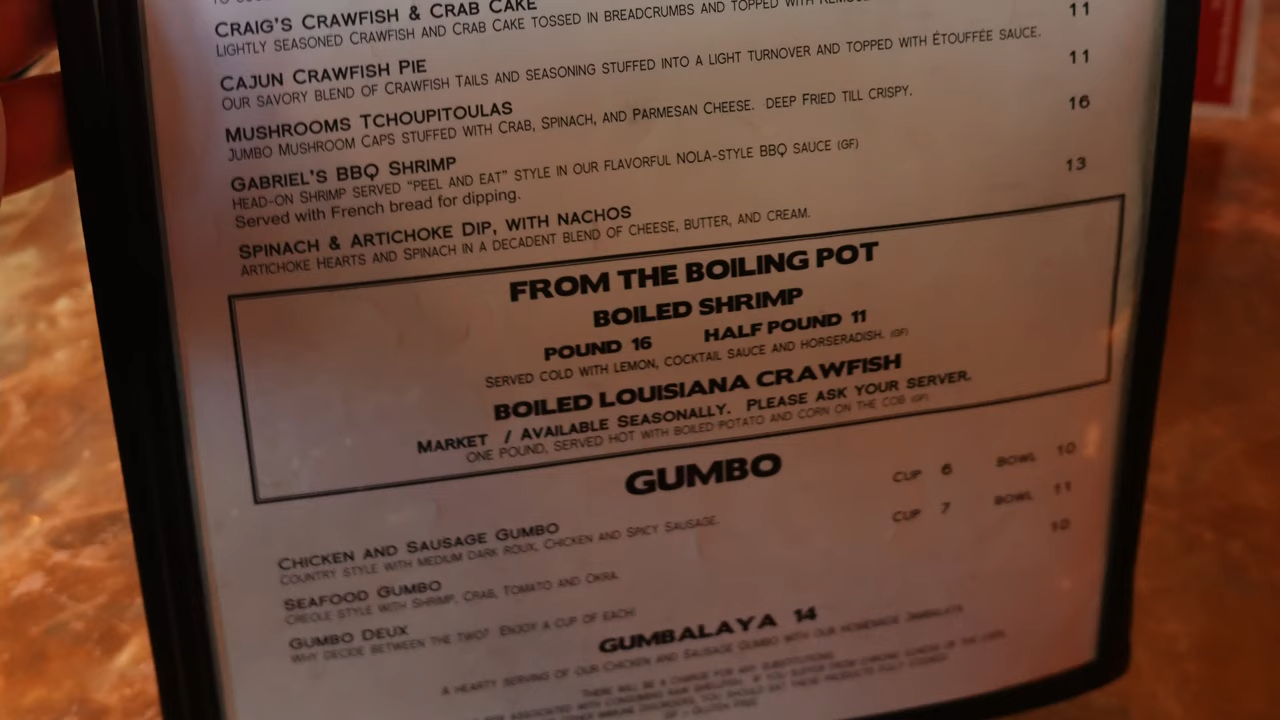 CRAIG'S CRAWFISH & CRAB CAKE
LIGHTLY SEASONED CRAWFISH AND CRAB CAKE TOSSED IN BREADCRUMBS AND TOPPED WITH 11
CAJUN CRAWFISH PIE
OUR SAVORY BLEND OF CRAWFISH TAILS AND SEASONING STUFFED INTO A LIGHT TURNOVER AND TOPPED WITH ÉTOUFFÉE SAUCE. 11
MUSHROOMS TCHOUPITOULAS
JUMBO MUSHROOM CAPS STUFFED WITH CRAB, SPINACH, AND PARMESAN CHEESE. DEEP FRIED TILL CRISPY. 16
GABRIEL'S BBQ SHRIMP
HEAD-ON SHRIMP SERVED "PEEL AND EAT" STYLE IN OUR FLAVORFUL NOLA-STYLE BBQ SAUCE (GF)
Served with French bread for dipping. 13
SPINACH & ARTICHOKE DIP, WITH NACHOS
ARTICHOKE HEARTS AND SPINACH IN A DECADENT BLEND OF CHEESE, BUTTER, AND CREAM.
FROM THE BOILING POT
BOILED SHRIMP
POUND 16 HALF POUND 11
SERVED COLD WITH LEMON, COCKTAIL SAUCE AND HORSERADISH. (GF)
BOILED LOUISIANA CRAWFISH
MARKET / AVAILABLE SEASONALLY. PLEASE ASK YOUR SERVER.
ONE POUND, SERVED HOT WITH BOILED POTATO AND CORN ON THE COB (GF)
GUMBO
CUP 6 BOWL 10
CHICKEN AND SAUSAGE GUMBO
COUNTRY STYLE WITH MEDIUM DARK ROUX, CHICKEN AND SPICY SAUSAGE.
CUP 7 BOWL 11
SEAFOOD GUMBO
CREOLE STYLE WITH SHRIMP, CRAB, TOMATO AND OKRA.
10
GUMBO DEUX
WHY DECIDE BETWEEN THE TWO? ENJOY A CUP OF EACH!
GUMBALAYA 14
A HEARTY SERVING OF OUR CHICKEN AND SAUSAGE GUMBO WITH OUR HOMEMADE JAMBALAYA
THERE WILL BE A CHARGE FOR ANY SUBSTITUTIONS
GF - GLUTEN FREE